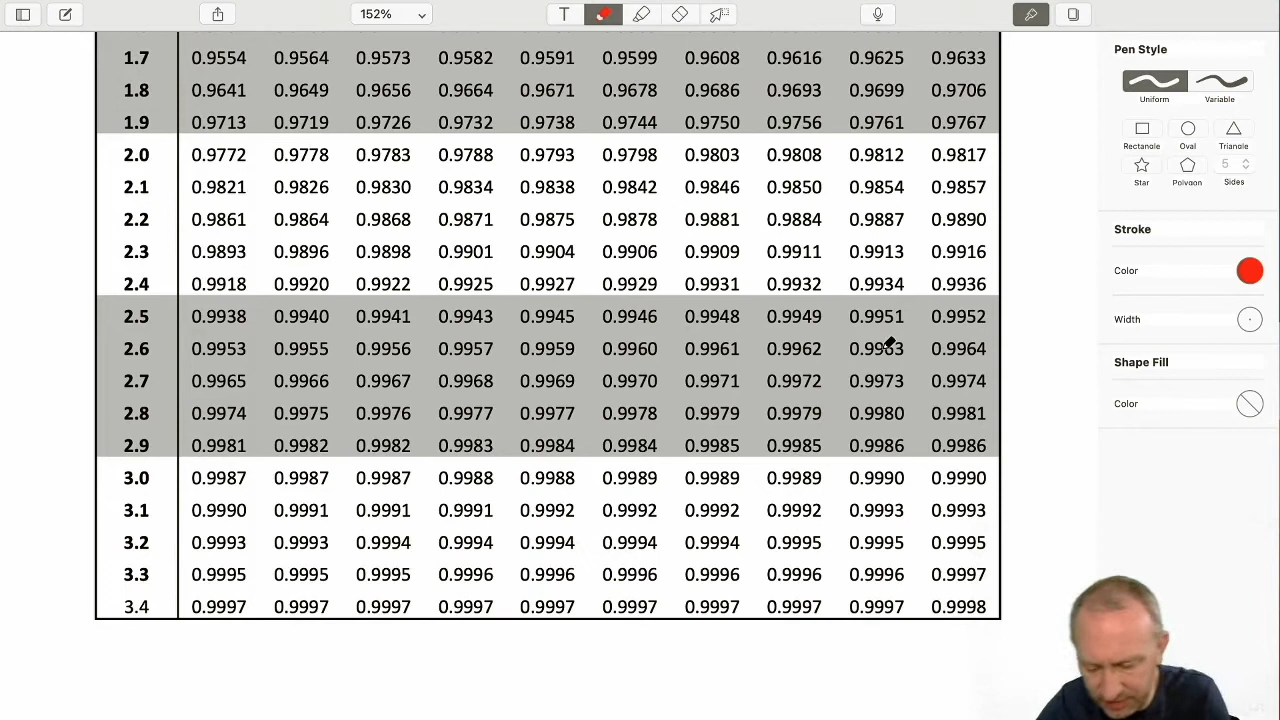 152%
T
1.7 0.9554 0.9564 0.9573 0.9582 0.9591 0.9599 0.9608 0.9616 0.9625 0.9633
1.8 0.9641 0.9649 0.9656 0.9664 0.9671 0.9678 0.9686 0.9693 0.9699 0.9706
1.9 0.9713 0.9719 0.9726 0.9732 0.9738 0.9744 0.9750 0.9756 0.9761 0.9767
2.0 0.9772 0.9778 0.9783 0.9788 0.9793 0.9798 0.9803 0.9808 0.9812 0.9817
2.1 0.9821 0.9826 0.9830 0.9834 0.9838 0.9842 0.9846 0.9850 0.9854 0.9857
2.2 0.9861 0.9864 0.9868 0.9871 0.9875 0.9878 0.9881 0.9884 0.9887 0.9890
2.3 0.9893 0.9896 0.9898 0.9901 0.9904 0.9906 0.9909 0.9911 0.9913 0.9916
2.4 0.9918 0.9920 0.9922 0.9925 0.9927 0.9929 0.9931 0.9932 0.9934 0.9936
2.5 0.9938 0.9940 0.9941 0.9943 0.9945 0.9946 0.9948 0.9949 0.9951 0.9952
2.6 0.9953 0.9955 0.9956 0.9957 0.9959 0.9960 0.9961 0.9962 0.9963 0.9964
2.7 0.9965 0.9966 0.9967 0.9968 0.9969 0.9970 0.9971 0.9972 0.9973 0.9974
2.8 0.9974 0.9975 0.9976 0.9977 0.9977 0.9978 0.9979 0.9979 0.9980 0.9981
2.9 0.9981 0.9982 0.9982 0.9983 0.9984 0.9984 0.9985 0.9985 0.9986 0.9986
3.0 0.9987 0.9987 0.9987 0.9988 0.9988 0.9989 0.9989 0.9989 0.9990 0.9990
3.1 0.9990 0.9991 0.9991 0.9991 0.9992 0.9992 0.9992 0.9992 0.9993 0.9993
3.2 0.9993 0.9993 0.9994 0.9994 0.9994 0.9994 0.9994 0.9995 0.9995 0.9995
3.3 0.9995 0.9995 0.9995 0.9996 0.9996 0.9996 0.9996 0.9996 0.9996 0.9997
3.4 0.9997 0.9997 0.9997 0.9997 0.9997 0.9997 0.9997 0.9997 0.9997 0.9998
Pen Style
Uniform Variable
Rectangle Oval Triangle
5
Star Polygon Sides
Stroke
Color
Width
Shape Fill
Color